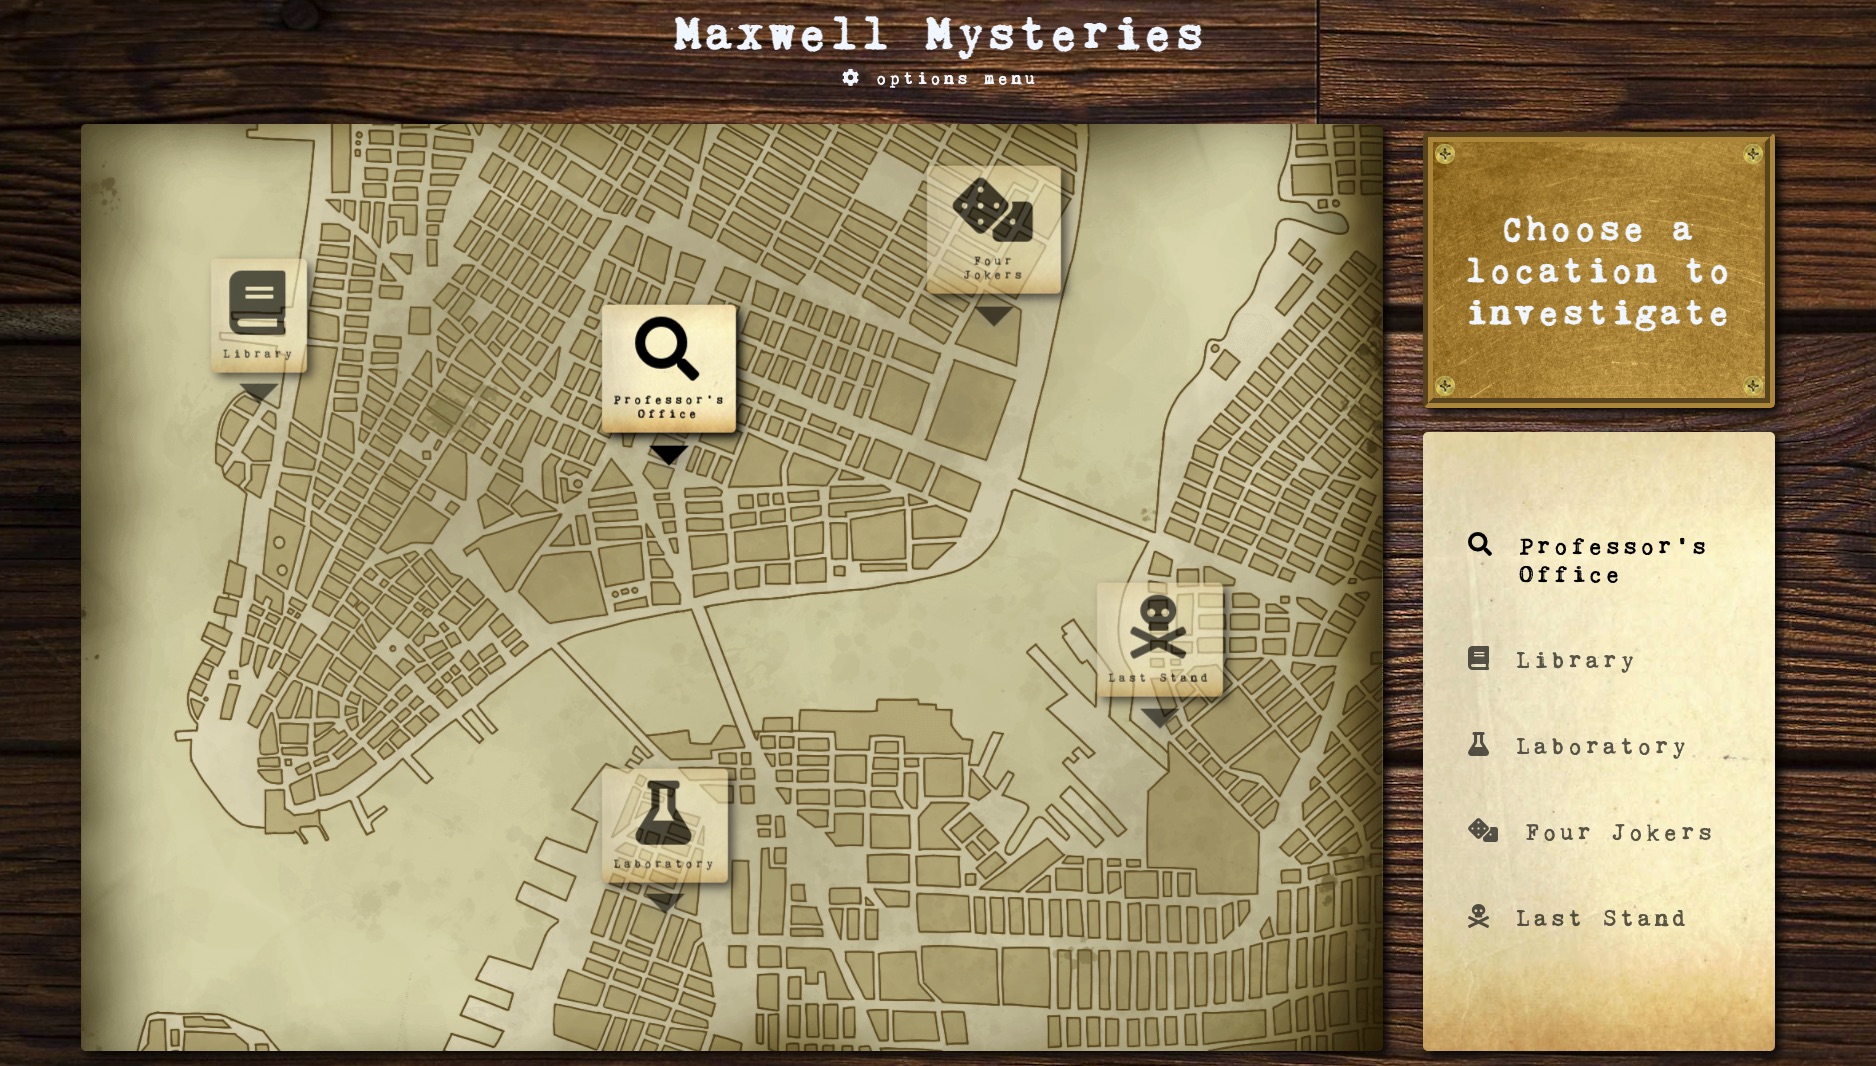 Maxwell Mysteries
options menu
Four
Jokers
Library
Professor's
Office
Last Stand
Laboratory
Choose a
location to
investigate
Professor's
Office
Library
Laboratory
Four Jokers
Last Stand